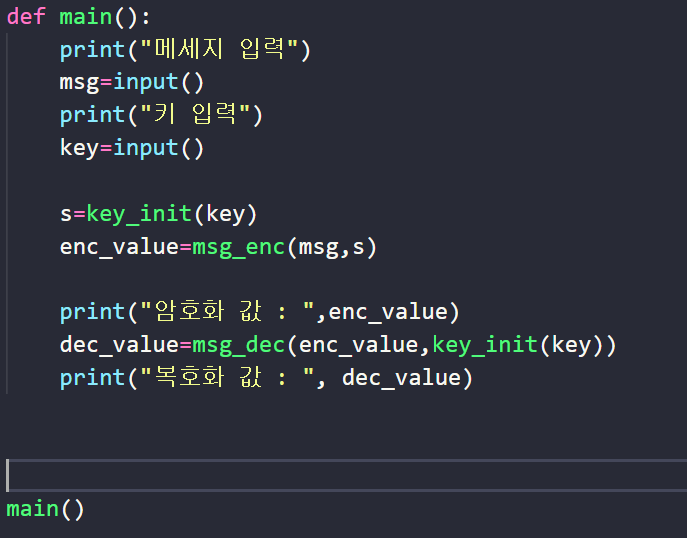 def main():
    print("메세지 입력")
    msg=input()
    print("키 입력")
    key=input()
    s=key_init(key)
    enc_value=msg_enc(msg,s)
    print("암호화 값 : ",enc_value)
    dec_value=msg_dec(enc_value,key_init(key))
    print("복호화 값 : ", dec_value)
main()